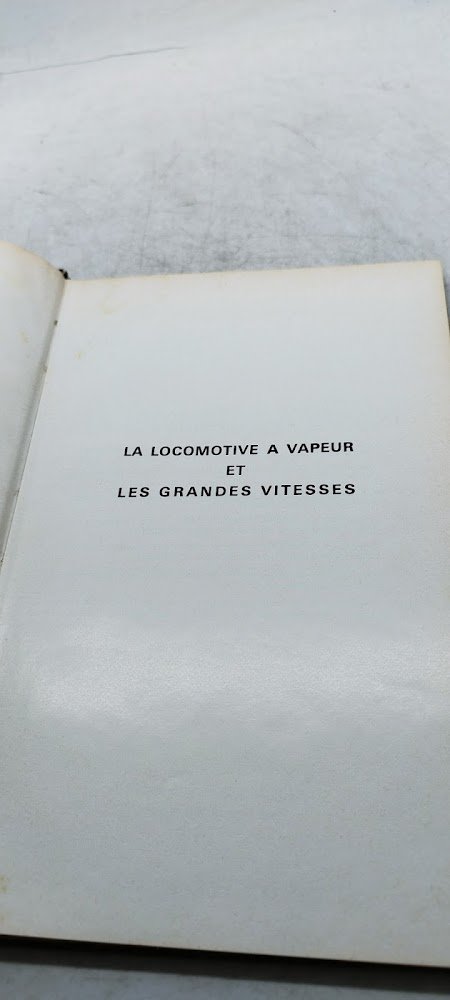 LA LOCOMOTIVE A VAPEUR
ET
LES GRANDES VITESSES